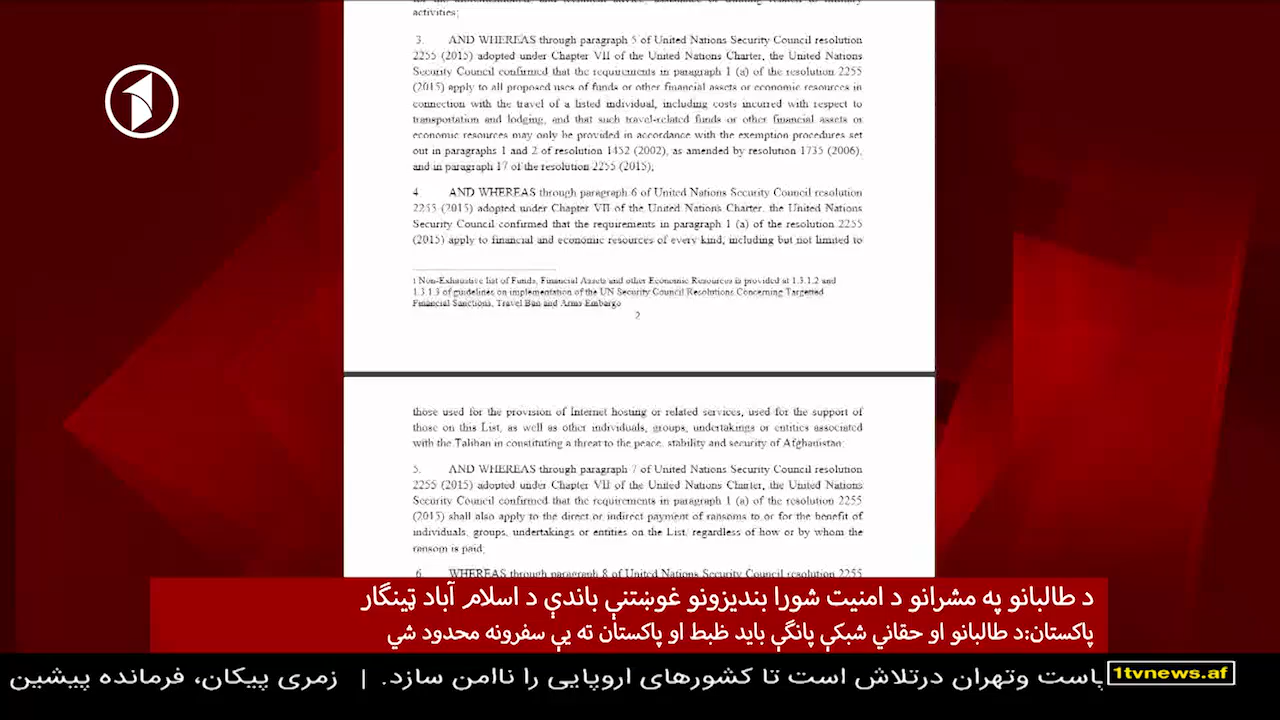 activities;
3. AND WHEREAS through paragraph 5 of United Nations Security Council resolution
2255 (2015) adopted under Chapter VII of the United Nations Charter, the United
Nations Security Council confirmed that the requirements in paragraph 1 (a) of the resolution 2255
(2015) apply to all proposed uses of funds or other financial assets or economic resources in
connection with the travel of a listed individual, including costs incurred with respect to
transportation and lodging, and that such travel-related funds or other financial assets or
economic resources may only be provided in accordance with the exemption procedures set
out in paragraphs 1 and 2 of resolution 1452 (2002), as amended by resolution 1735 (2006),
and in paragraph 17 of the resolution 2255 (2015);
4. AND WHEREAS through paragraph 6 of United Nations Security Council resolution
2255 (2015) adopted under Chapter VII of the United Nations Charter, the United Nations
Security Council confirmed that the requirements in paragraph 1 (a) of the resolution 2255
(2015) apply to financial and economic resources of every kind, including but not limited to
1 Non-Exhaustive list of Funds, Financial Assets and other Economic Resources is provided at 1.3.1.2 and
1.3.1.3 of guidelines on implementation of the UN Security Council Resolutions Concerning Targetted
Financial Sanctions, Travel Ban and Arms Embargo
2
those used for the provision of Internet hosting or related services, used for the support of
those on this List, as well as other individuals, groups, undertakings or entities associated
with the Taliban in constituting a threat to the peace, stability and security of Afghanistan;
5. AND WHEREAS through paragraph 7 of United Nations Security Council resolution
2255 (2015) adopted under Chapter VII of the United Nations Charter, the United Nations
Security Council confirmed that the requirements in paragraph 1 (a) of the resolution 2255
(2015) shall also apply to the direct or indirect payment of ransoms to or for the benefit of
individuals, groups, undertakings or entities on the List, regardless of how or by whom the
ransom is paid;
6. WHEREAS through paragraph 8 of United Nations Security Council resolution 2255
د طالبانو په مشرانو د امنیت شورا بندیزونو غوښتنې باندې د اسلام آباد ټینګار
پاکستان:د طالبانو او حقاني شبکې پانګې باید ظبط او پاکستان ته یې سفرونه محدود شي
پاست وتهران درتلاش است تا کشورهای اروپایی را ناامن سازد. | زمری پیکان، فرمانده پیشین
1tvnews.af